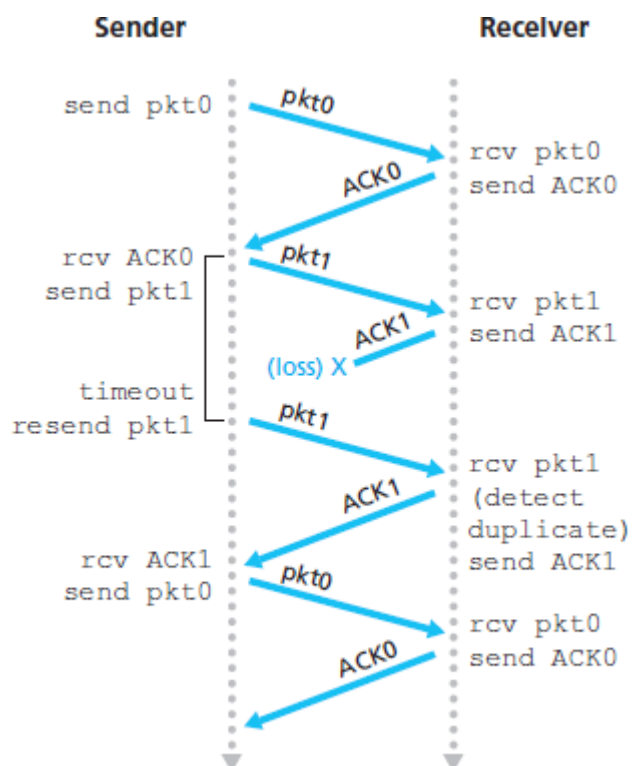 Sender
Receiver
send pkt0
pkt0
rcv pkt0
send ACK0
ACK0
rcv ACK0
send pkt1
pkt1
rcv pkt1
send ACK1
ACK1
(loss) X
timeout
resend pkt1
pkt1
rcv pkt1
(detect
duplicate)
send ACK1
ACK1
rcv ACK1
send pkt0
pkt0
rcv pkt0
send ACK0
ACK0